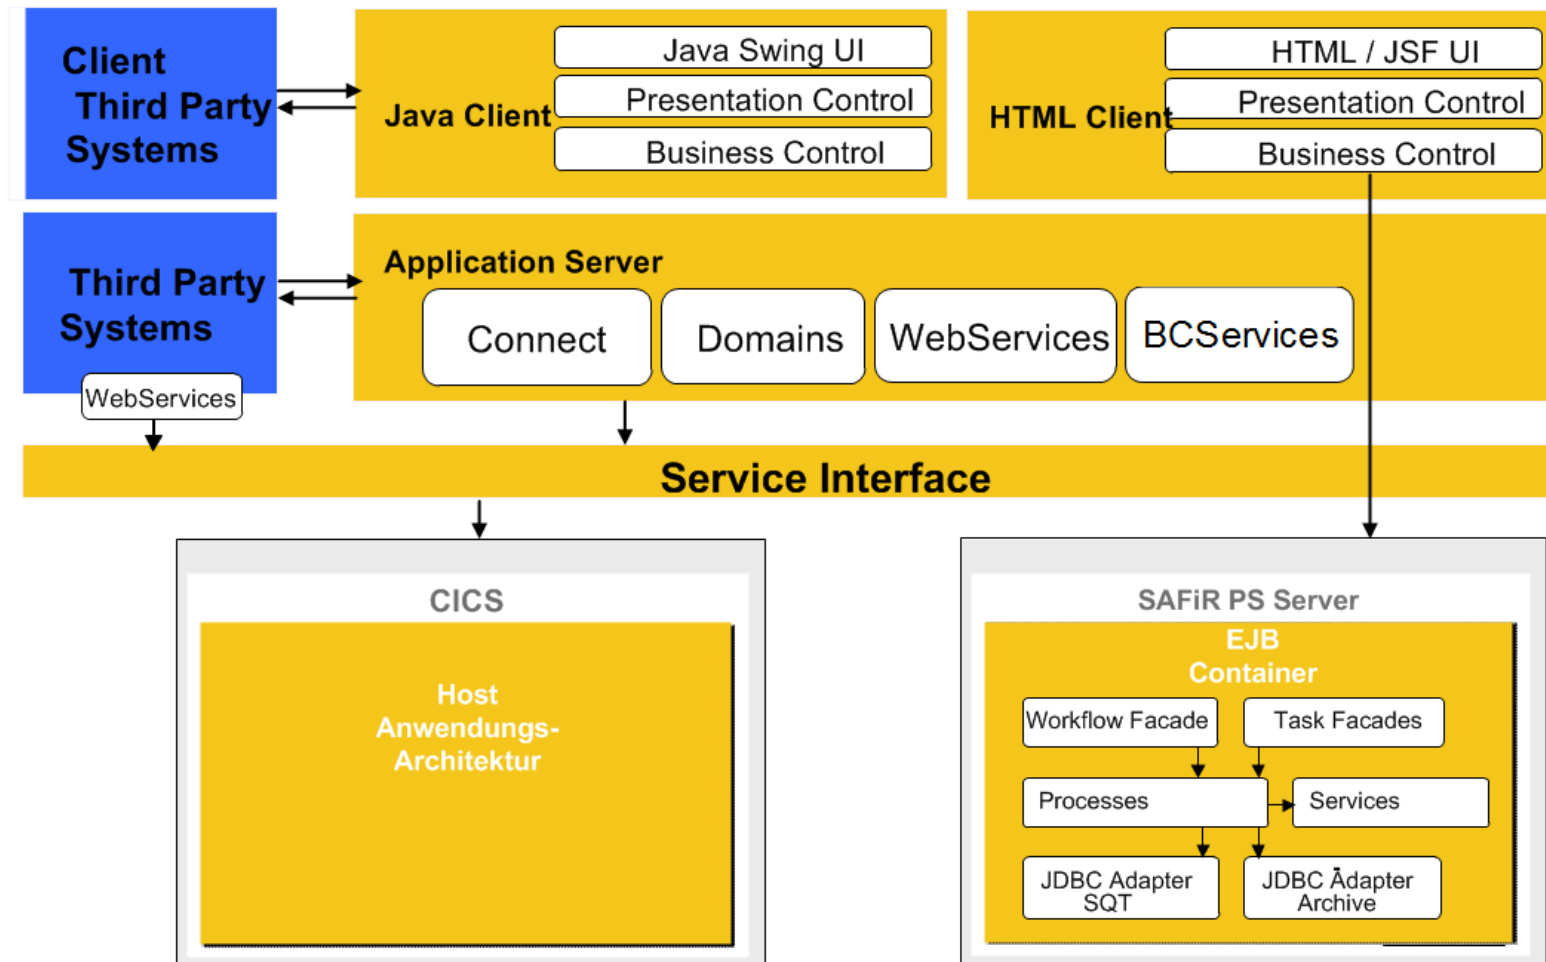 Client
Third Party
Systems
Java Client
Java Swing UI
Presentation Control
Business Control
HTML Client
HTML / JSF UI
Presentation Control
Business Control
Third Party
Systems
WebServices
Application Server
Connect
Domains
WebServices
BCServices
Service Interface
CICS
Host
Anwendungs-
Architektur
SAFiR PS Server
EJB
Container
Workflow Facade
Task Facades
Processes
Services
JDBC Adapter
SQT
JDBC Adapter
Archive